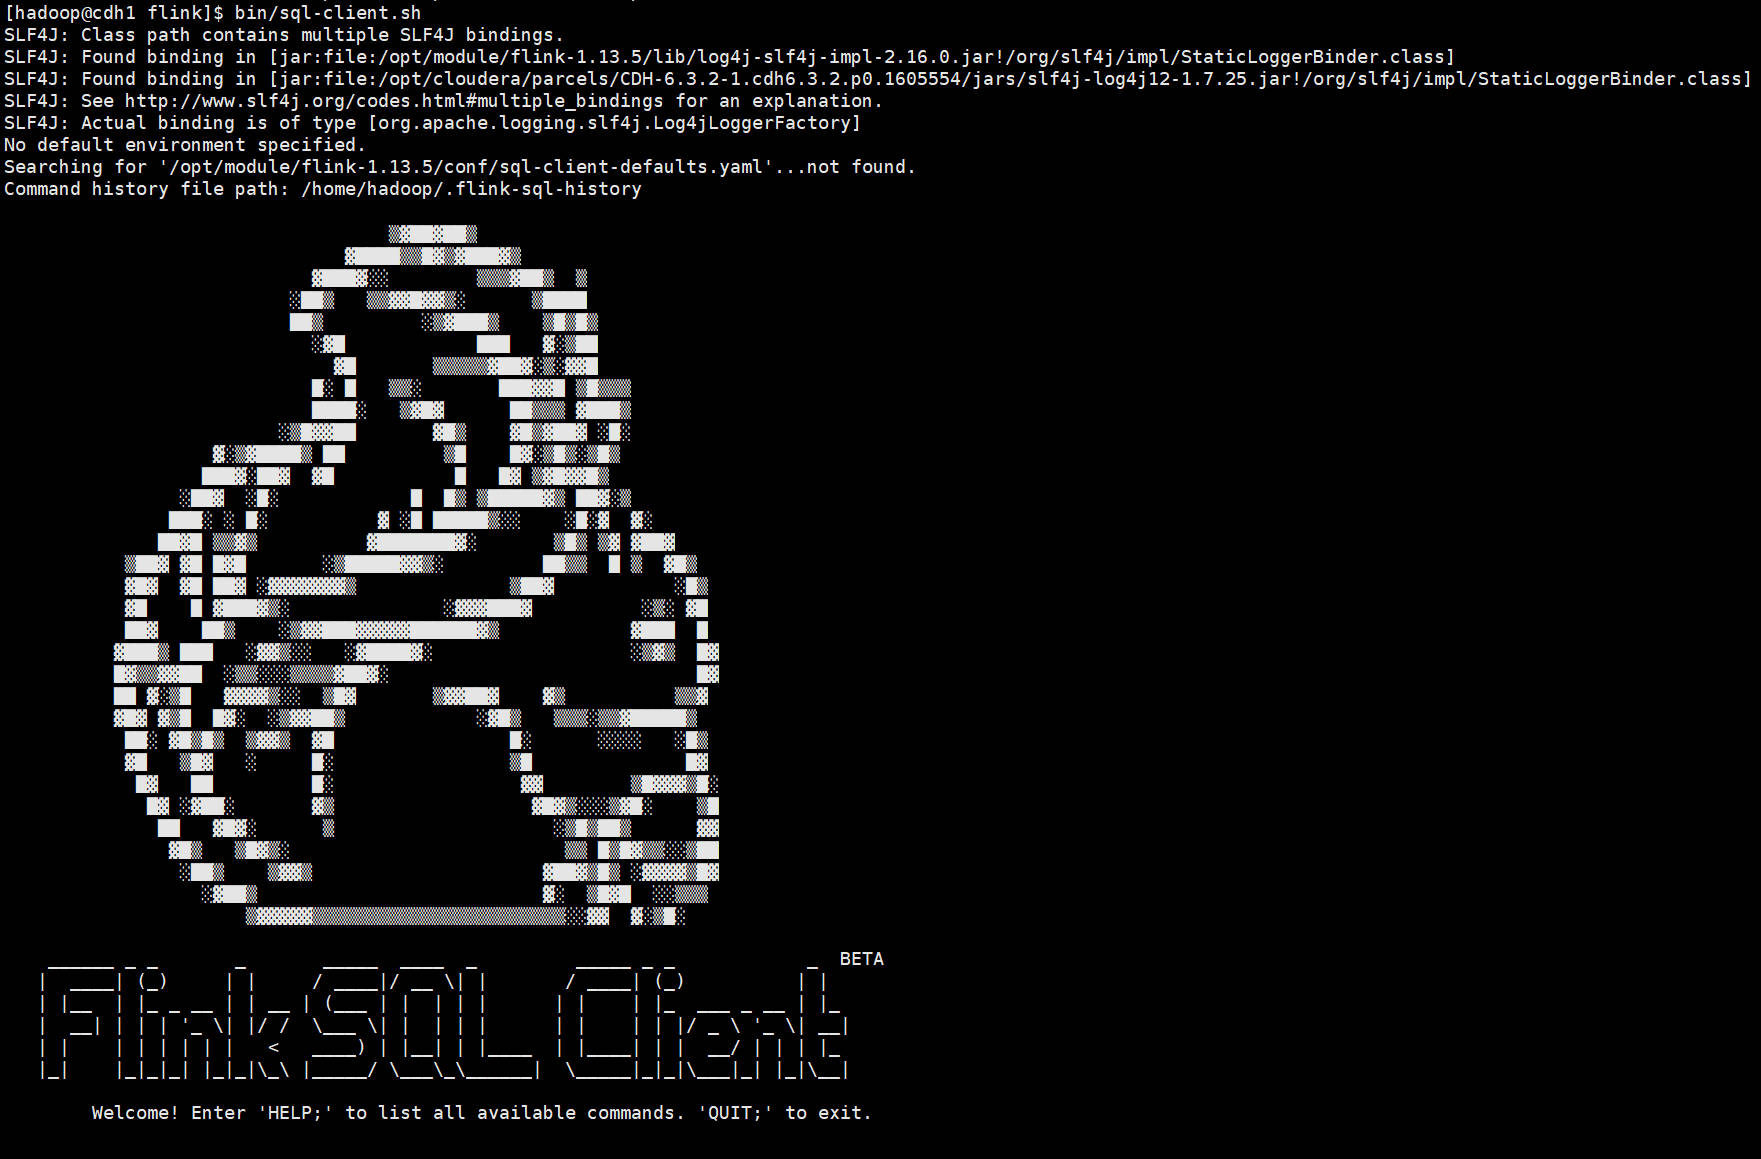 [hadoop@cdh1 flink]$ bin/sql-client.sh
SLF4J: Class path contains multiple SLF4J bindings.
SLF4J: Found binding in [jar:file:/opt/module/flink-1.13.5/lib/log4j-slf4j-impl-2.16.0.jar!/org/slf4j/impl/StaticLoggerBinder.class]
SLF4J: Found binding in [jar:file:/opt/cloudera/parcels/CDH-6.3.2-1.cdh6.3.2.p0.1605554/jars/slf4j-log4j12-1.7.25.jar!/org/slf4j/impl/StaticLoggerBinder.class]
SLF4J: See http://www.slf4j.org/codes.html#multiple_bindings for an explanation.
SLF4J: Actual binding is of type [org.apache.logging.slf4j.Log4jLoggerFactory]
No default environment specified.
Searching for '/opt/module/flink-1.13.5/conf/sql-client-defaults.yaml'...not found.
Command history file path: /home/hadoop/.flink-sql-history
BETA
Flink SQL Client
Welcome! Enter 'HELP;' to list all available commands. 'QUIT;' to exit.